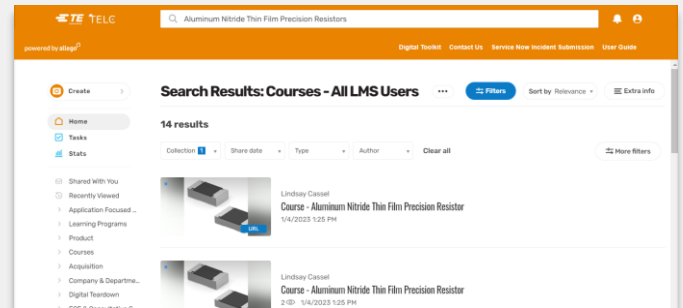 TE TELC
Aluminum Nitride Thin Film Precision Resistors
powered by allego
Digital Toolkit Contact Us Service Now Incident Submission User Guide
Create
Search Results: Courses - All LMS Users ... Filters Sort by Relevance Extra info
Home
14 results
Tasks
Stats
Collection 1 Share date Type Author Clear all More filters
Shared With You
Recently Viewed
Application Focused ...
Learning Programs
Product
Courses
Acquisition
Company & Departme...
Digital Teardown
Lindsay Cassel
Course - Aluminum Nitride Thin Film Precision Resistor
1/4/2023 1:25 PM
URL
Lindsay Cassel
Course - Aluminum Nitride Thin Film Precision Resistor
2 1/4/2023 1:25 PM